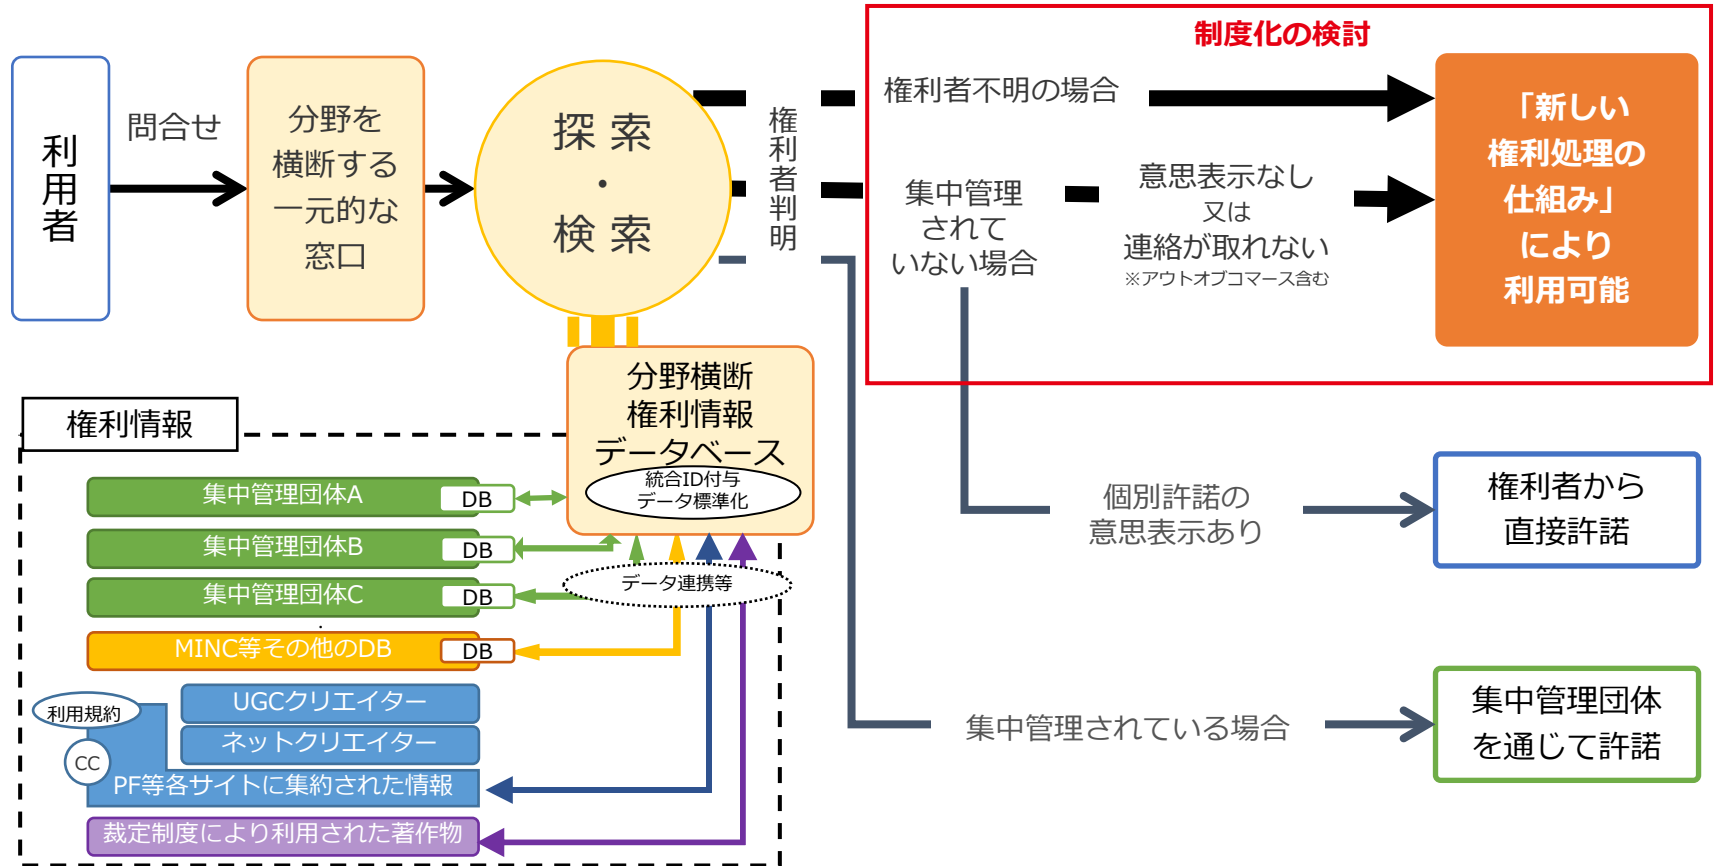 制度化の検討
利用者
問合せ
分野を
横断する
一元的な
窓口
探 索
・
検 索
権利者判明
権利者不明の場合
集中管理
されて
いない場合
意思表示なし
又は
連絡が取れない
※アウトオブコマース含む
「新しい
権利処理の
仕組み」
により
利用可能
分野横断
権利情報
データベース
統合ID付与
データ標準化
権利情報
集中管理団体A
DB
集中管理団体B
DB
集中管理団体C
DB
.
MINC等その他のDB
DB
データ連携等
利用規約
CC
UGCクリエイター
ネットクリエイター
PF等各サイトに集約された情報
裁定制度により利用された著作物
個別許諾の
意思表示あり
権利者から
直接許諾
集中管理されている場合
集中管理団体
を通じて許諾